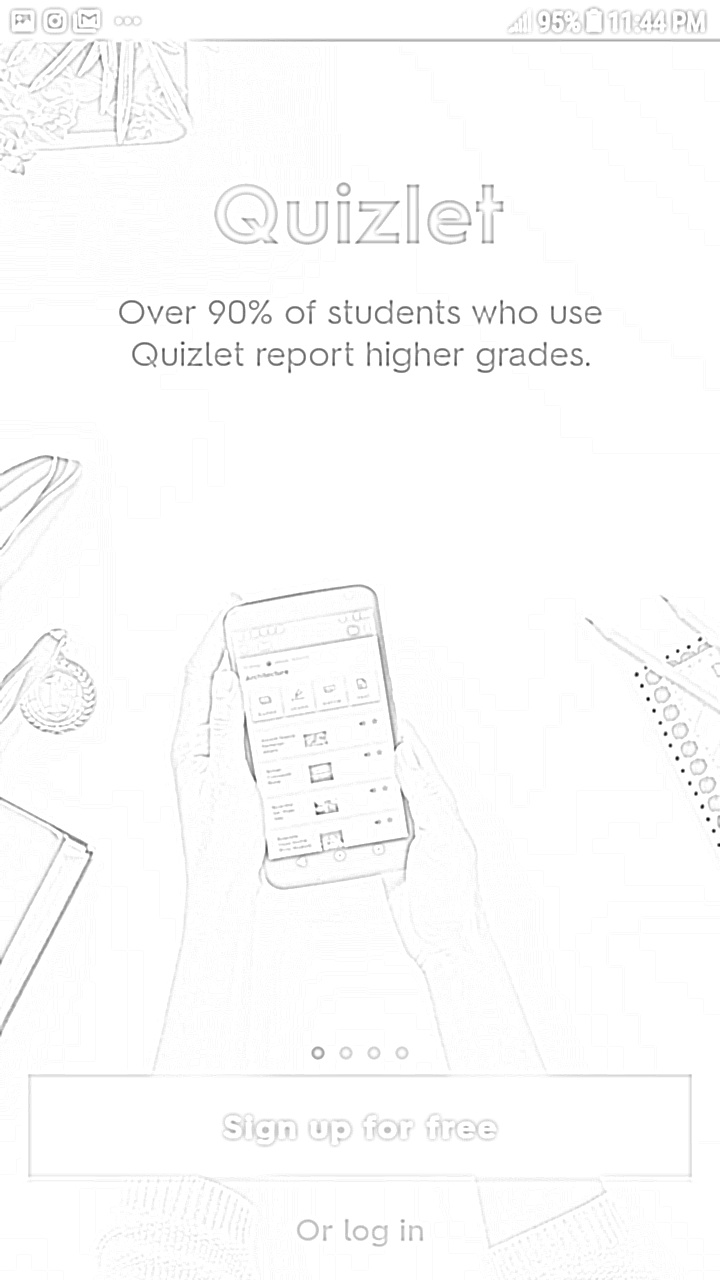 95% 11:44 PM
Quizlet
Over 90% of students who use
Quizlet report higher grades.
Architecture
Sign up for free
Or log in